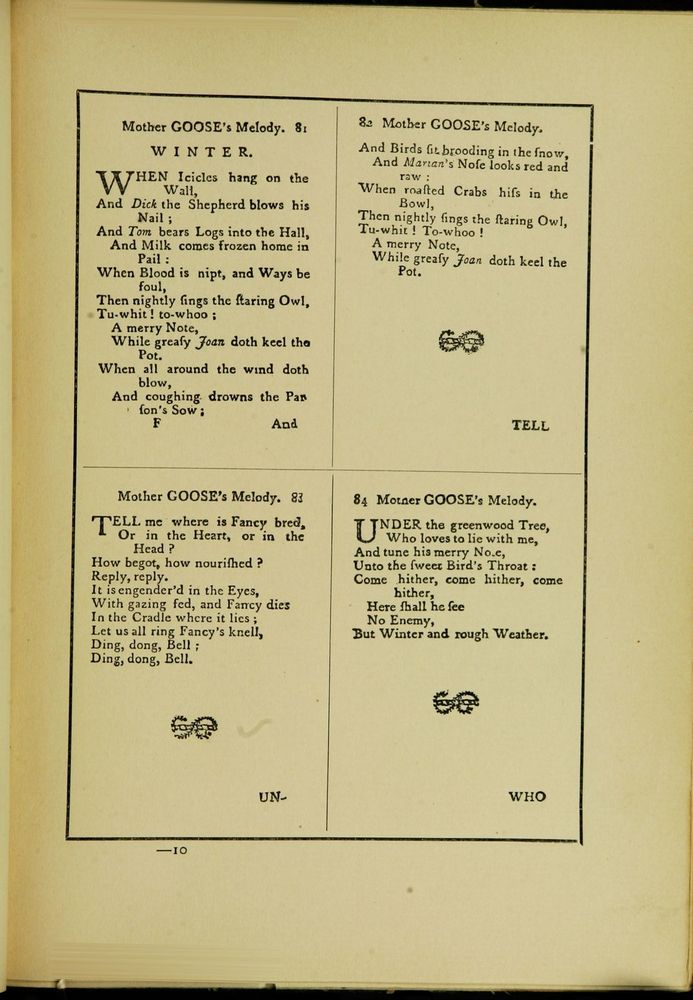 Mother GOOSE's Melody. 81
WINTER.
WHEN Icicles hang on the
Wall,
And Dick the Shepherd blows his
Nail ;
And Tom bears Logs into the Hall,
And Milk comes frozen home in
Pail :
When Blood is nipt, and Ways be
foul,
Then nightly ſings the ſtaring Owl,
Tu-whit ! to-whoo ;
A merry Note,
While greaſy Joan doth keel the
Pot.
When all around the wind doth
blow,
And coughing drowns the Par
ſon's Sow ;
F And
82 Mother GOOSE's Melody.
And Birds ſit brooding in the ſnow,
And Marian's Noſe looks red and
raw :
When roaſted Crabs hiſs in the
Bowl,
Then nightly ſings the ſtaring Owl,
Tu-whit ! To-whoo !
A merry Note,
While greaſy Joan doth keel the
Pot.
TELL
Mother GOOSE's Melody. 83
TELL me where is Fancy bred,
Or in the Heart, or in the
Head ?
How begot, how nouriſhed ?
Reply, reply.
It is engender'd in the Eyes,
With gazing fed, and Fancy dies
In the Cradle where it lies ;
Let us all ring Fancy's knell,
Ding, dong, Bell ;
Ding, dong, Bell.
UN-
84 Mother GOOSE's Melody.
UNDER the greenwood Tree,
Who loves to lie with me,
And tune his merry Note,
Unto the ſweet Bird's Throat :
Come hither, come hither, come
hither,
Here ſhall he ſee
No Enemy,
But Winter and rough Weather.
WHO
—10